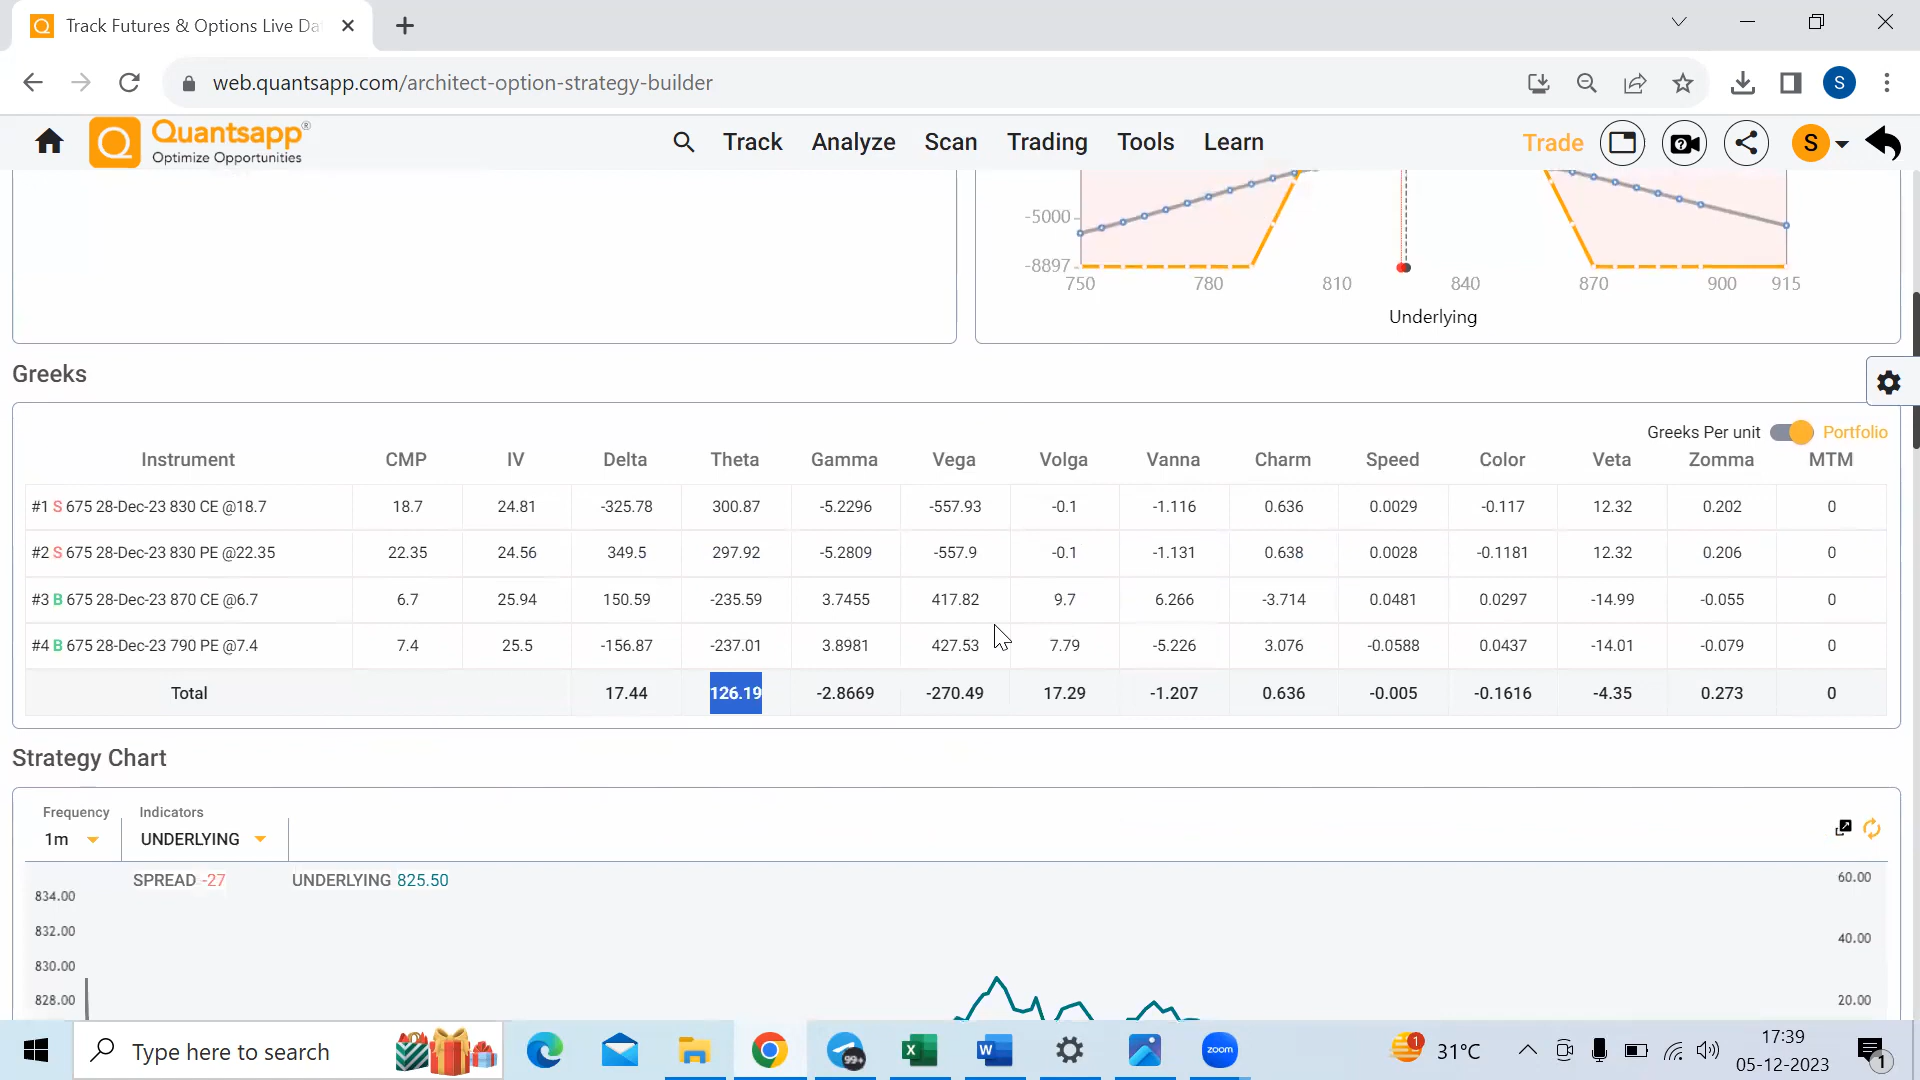 Track Futures & Options Live Da
web.quantsapp.com/architect-option-strategy-builder
S
Quantsapp®
Optimize Opportunities
Track
Analyze
Scan
Trading
Tools
Learn
Trade
S
-5000
-8897
750
780
810
840
870
900
915
Underlying
Greeks
Greeks Per unit
Portfolio
Instrument CMP IV Delta Theta Gamma Vega Volga Vanna Charm Speed Color Veta Zomma MTM
#1 S 675 28-Dec-23 830 CE @18.7 18.7 24.81 -325.78 300.87 -5.2296 -557.93 -0.1 -1.116 0.636 0.0029 -0.117 12.32 0.202 0
#2 S 675 28-Dec-23 830 PE @22.35 22.35 24.56 349.5 297.92 -5.2809 -557.9 -0.1 -1.131 0.638 0.0028 -0.1181 12.32 0.206 0
#3 B 675 28-Dec-23 870 CE @6.7 6.7 25.94 150.59 -235.59 3.7455 417.82 9.7 6.266 -3.714 0.0481 0.0297 -14.99 -0.055 0
#4 B 675 28-Dec-23 790 PE @7.4 7.4 25.5 -156.87 -237.01 3.8981 427.53 7.79 -5.226 3.076 -0.0588 0.0437 -14.01 -0.079 0
Total 17.44 126.19 -2.8669 -270.49 17.29 -1.207 0.636 -0.005 -0.1616 -4.35 0.273 0
Strategy Chart
Frequency
1m
Indicators
UNDERLYING
SPREAD -27
UNDERLYING 825.50
834.00
832.00
830.00
828.00
60.00
40.00
20.00
Type here to search
99+
X
W
zoom
1
31°C
17:39
05-12-2023
1